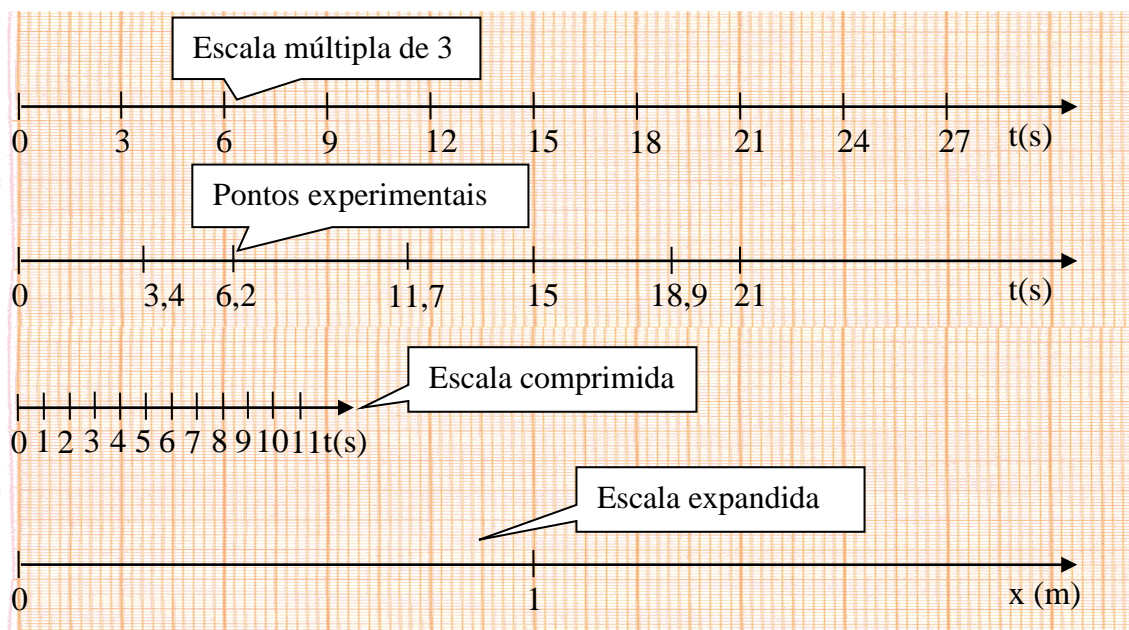 Escala múltipla de 3
0 3 6 9 12 15 18 21 24 27 t(s)
Pontos experimentais
0 3,4 6,2 11,7 15 18,9 21 t(s)
Escala comprimida
0 1 2 3 4 5 6 7 8 9 10 11 t(s)
Escala expandida
0 1 x (m)